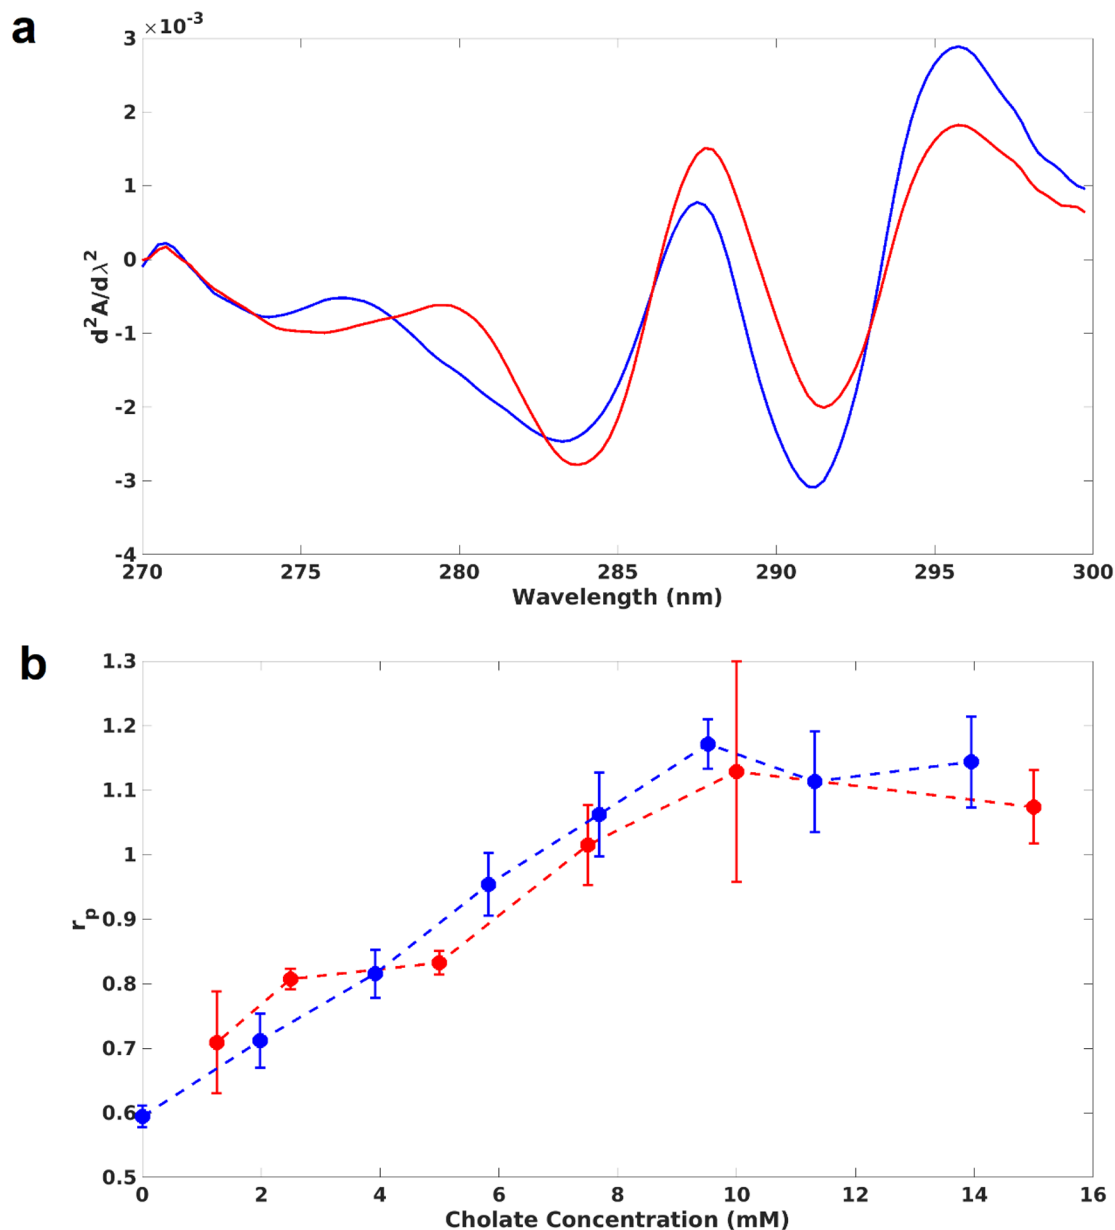 a
×10⁻³
3
2
1
0
-1
-2
-3
-4
d²A/dλ²
270 275 280 285 290 295 300
Wavelength (nm)
b
1.3
1.2
1.1
1
0.9
0.8
0.7
0.6
0.5
rₚ
0 2 4 6 8 10 12 14 16
Cholate Concentration (mM)